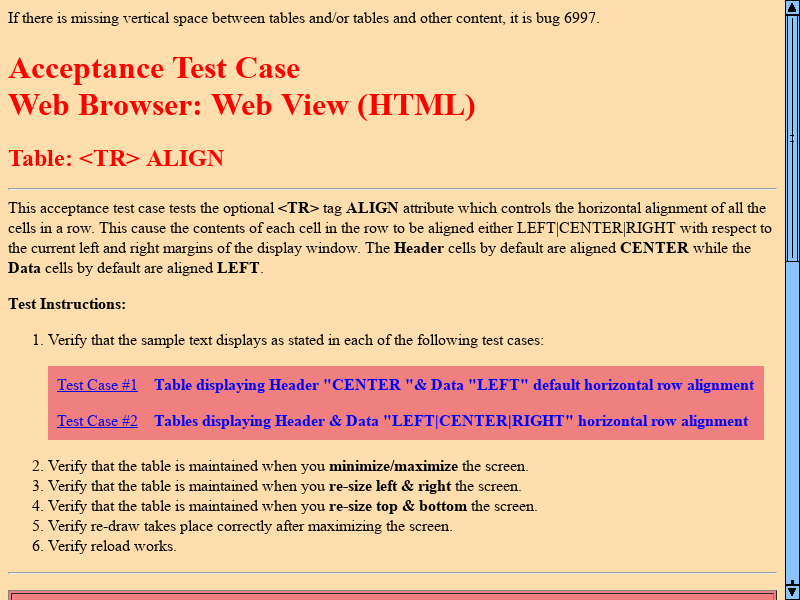 If there is missing vertical space between tables and/or tables and other content, it is bug 6997.
Acceptance Test Case
Web Browser: Web View (HTML)
Table: <TR> ALIGN
This acceptance test case tests the optional <TR> tag ALIGN attribute which controls the horizontal alignment of all the
cells in a row. This cause the contents of each cell in the row to be aligned either LEFT|CENTER|RIGHT with respect to
the current left and right margins of the display window. The Header cells by default are aligned CENTER while the
Data cells by default are aligned LEFT.
Test Instructions:
1. Verify that the sample text displays as stated in each of the following test cases:
Test Case #1 Table displaying Header "CENTER "& Data "LEFT" default horizontal row alignment
Test Case #2 Tables displaying Header & Data "LEFT|CENTER|RIGHT" horizontal row alignment
2. Verify that the table is maintained when you minimize/maximize the screen.
3. Verify that the table is maintained when you re-size left & right the screen.
4. Verify that the table is maintained when you re-size top & bottom the screen.
5. Verify re-draw takes place correctly after maximizing the screen.
6. Verify reload works.